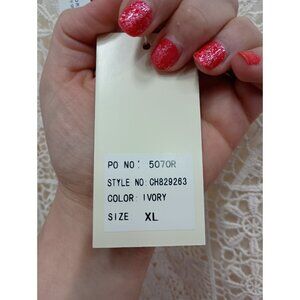 PO NO: 5070R
STYLE NO: CH829263
COLOR: IVORY
SIZE XL